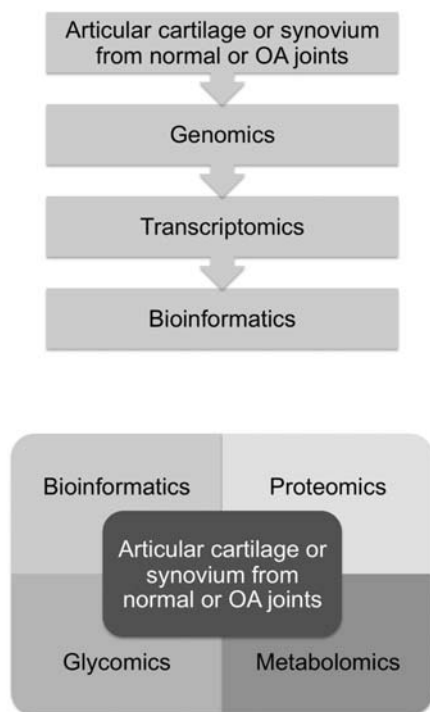 Articular cartilage or synovium
from normal or OA joints
Genomics
Transcriptomics
Bioinformatics
Bioinformatics
Proteomics
Articular cartilage or
synovium from
normal or OA joints
Glycomics
Metabolomics